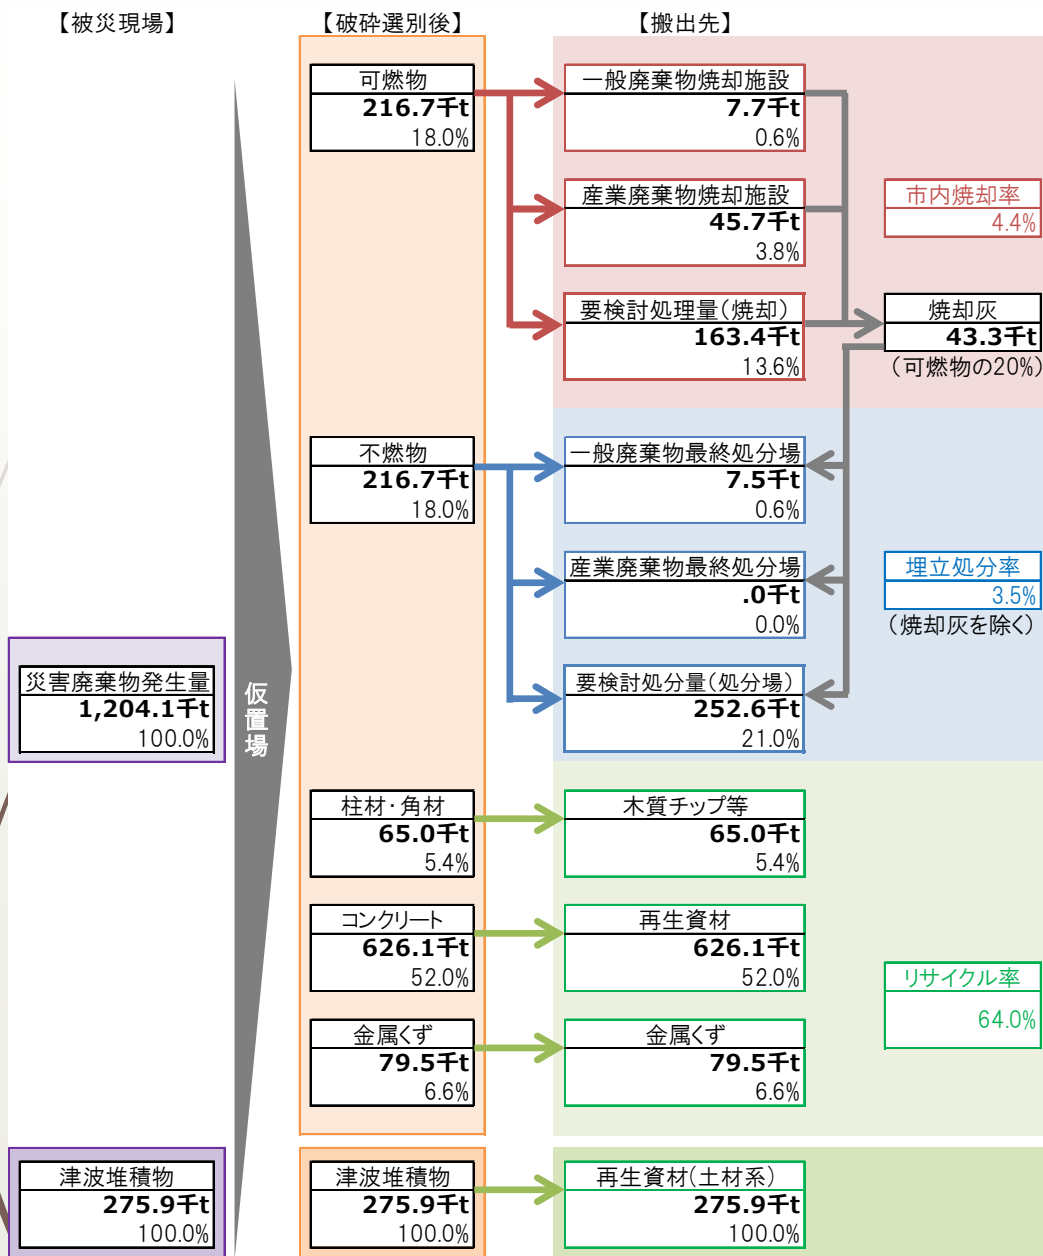 【被災現場】
【破砕選別後】
【搬出先】
災害廃棄物発生量
1,204.1千t
100.0%
津波堆積物
275.9千t
100.0%
仮置場
可燃物
216.7千t
18.0%
不燃物
216.7千t
18.0%
柱材・角材
65.0千t
5.4%
コンクリート
626.1千t
52.0%
金属くず
79.5千t
6.6%
津波堆積物
275.9千t
100.0%
一般廃棄物焼却施設
7.7千t
0.6%
産業廃棄物焼却施設
45.7千t
3.8%
要検討処理量(焼却)
163.4千t
13.6%
一般廃棄物最終処分場
7.5千t
0.6%
産業廃棄物最終処分場
.0千t
0.0%
要検討処分量(処分場)
252.6千t
21.0%
木質チップ等
65.0千t
5.4%
再生資材
626.1千t
52.0%
金属くず
79.5千t
6.6%
再生資材(土材系)
275.9千t
100.0%
市内焼却率
4.4%
焼却灰
43.3千t
(可燃物の20%)
埋立処分率
3.5%
(焼却灰を除く)
リサイクル率
64.0%